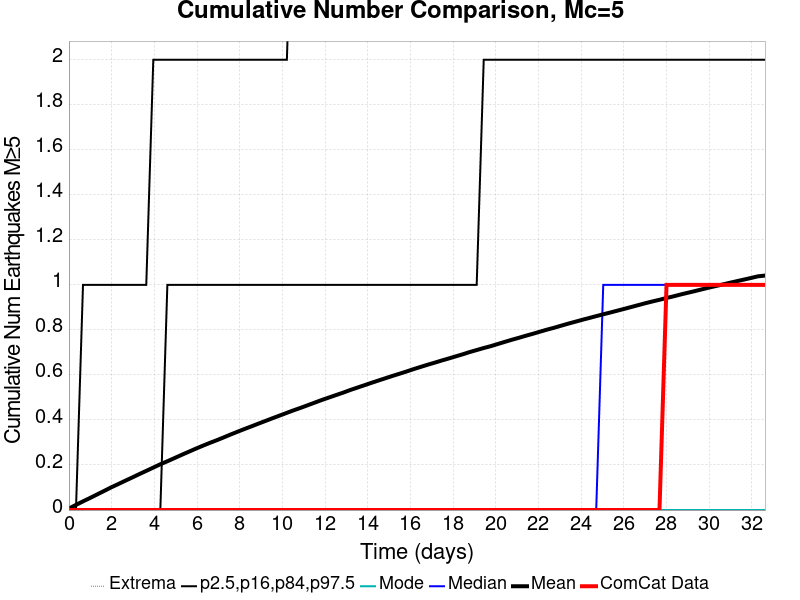 Cumulative Number Comparison, Mc=5
Cumulative Num Earthquakes M≥5
2
1.8
1.6
1.4
1.2
1
0.8
0.6
0.4
0.2
0
0 2 4 6 8 10 12 14 16 18 20 22 24 26 28 30 32
Time (days)
Extrema p2.5,p16,p84,p97.5 Mode Median Mean ComCat Data